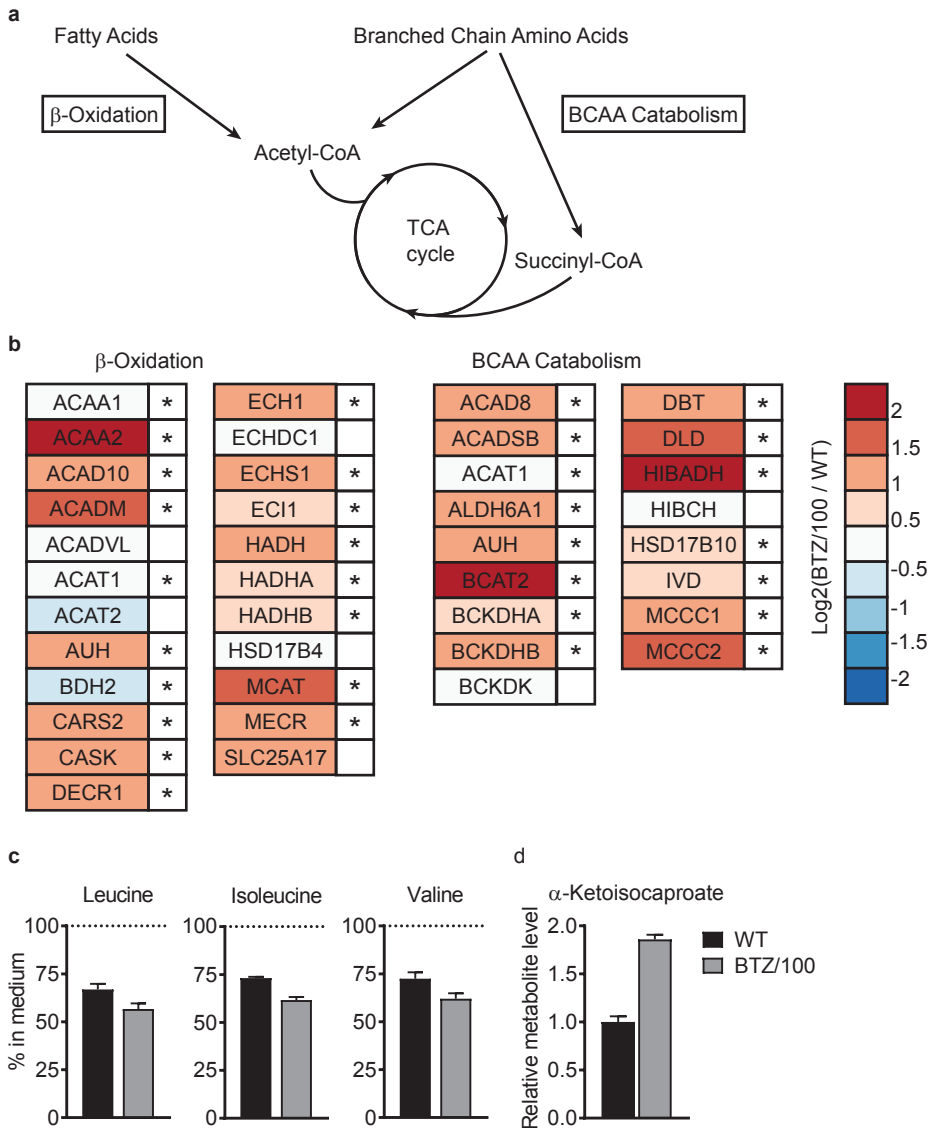 a
Fatty Acids
Branched Chain Amino Acids
β-Oxidation
BCAA Catabolism
Acetyl-CoA
TCA
cycle
Succinyl-CoA
b
β-Oxidation
BCAA Catabolism
ACAA1 *
ACAA2 *
ACAD10 *
ACADM *
ACADVL
ACAT1 *
ACAT2
AUH *
BDH2 *
CARS2 *
CASK *
DECR1 *
ECH1 *
ECHDC1
ECHS1 *
ECI1 *
HADH *
HADHA *
HADHB *
HSD17B4
MCAT *
MECR *
SLC25A17
ACAD8 *
ACADSB *
ACAT1 *
ALDH6A1 *
AUH *
BCAT2 *
BCKDHA *
BCKDHB *
BCKDK
DBT *
DLD *
HIBADH *
HIBCH
HSD17B10 *
IVD *
MCCC1 *
MCCC2 *
Log2(BTZ/100 / WT)
2
1.5
1
0.5
-0.5
-1
-1.5
-2
c
Leucine
% in medium
100
75
50
25
0
Isoleucine
100
75
50
25
0
Valine
100
75
50
25
0
d
α-Ketoisocaproate
Relative metabolite level
2.0
1.5
1.0
0.5
0.0
WT
BTZ/100